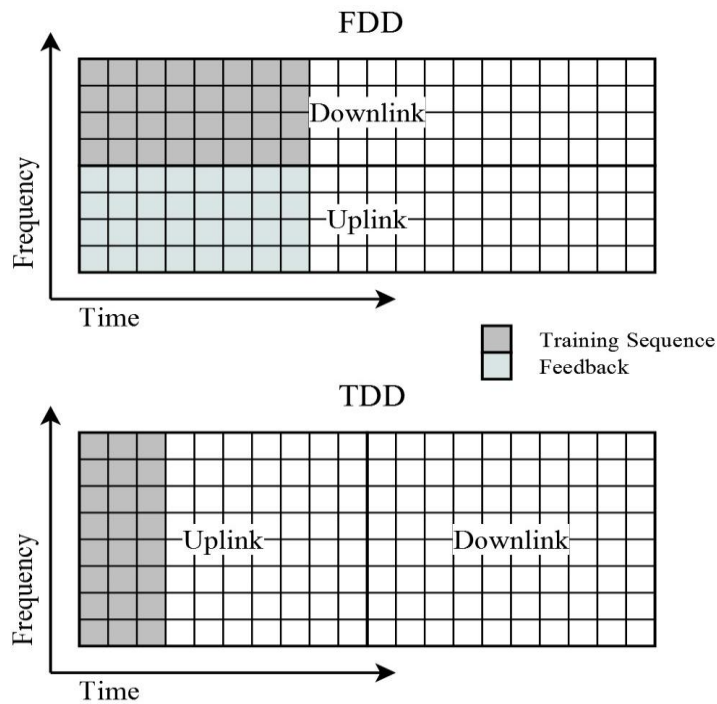 FDD
Downlink
Uplink
Frequency
Time
Training Sequence
Feedback
TDD
Uplink
Downlink
Frequency
Time